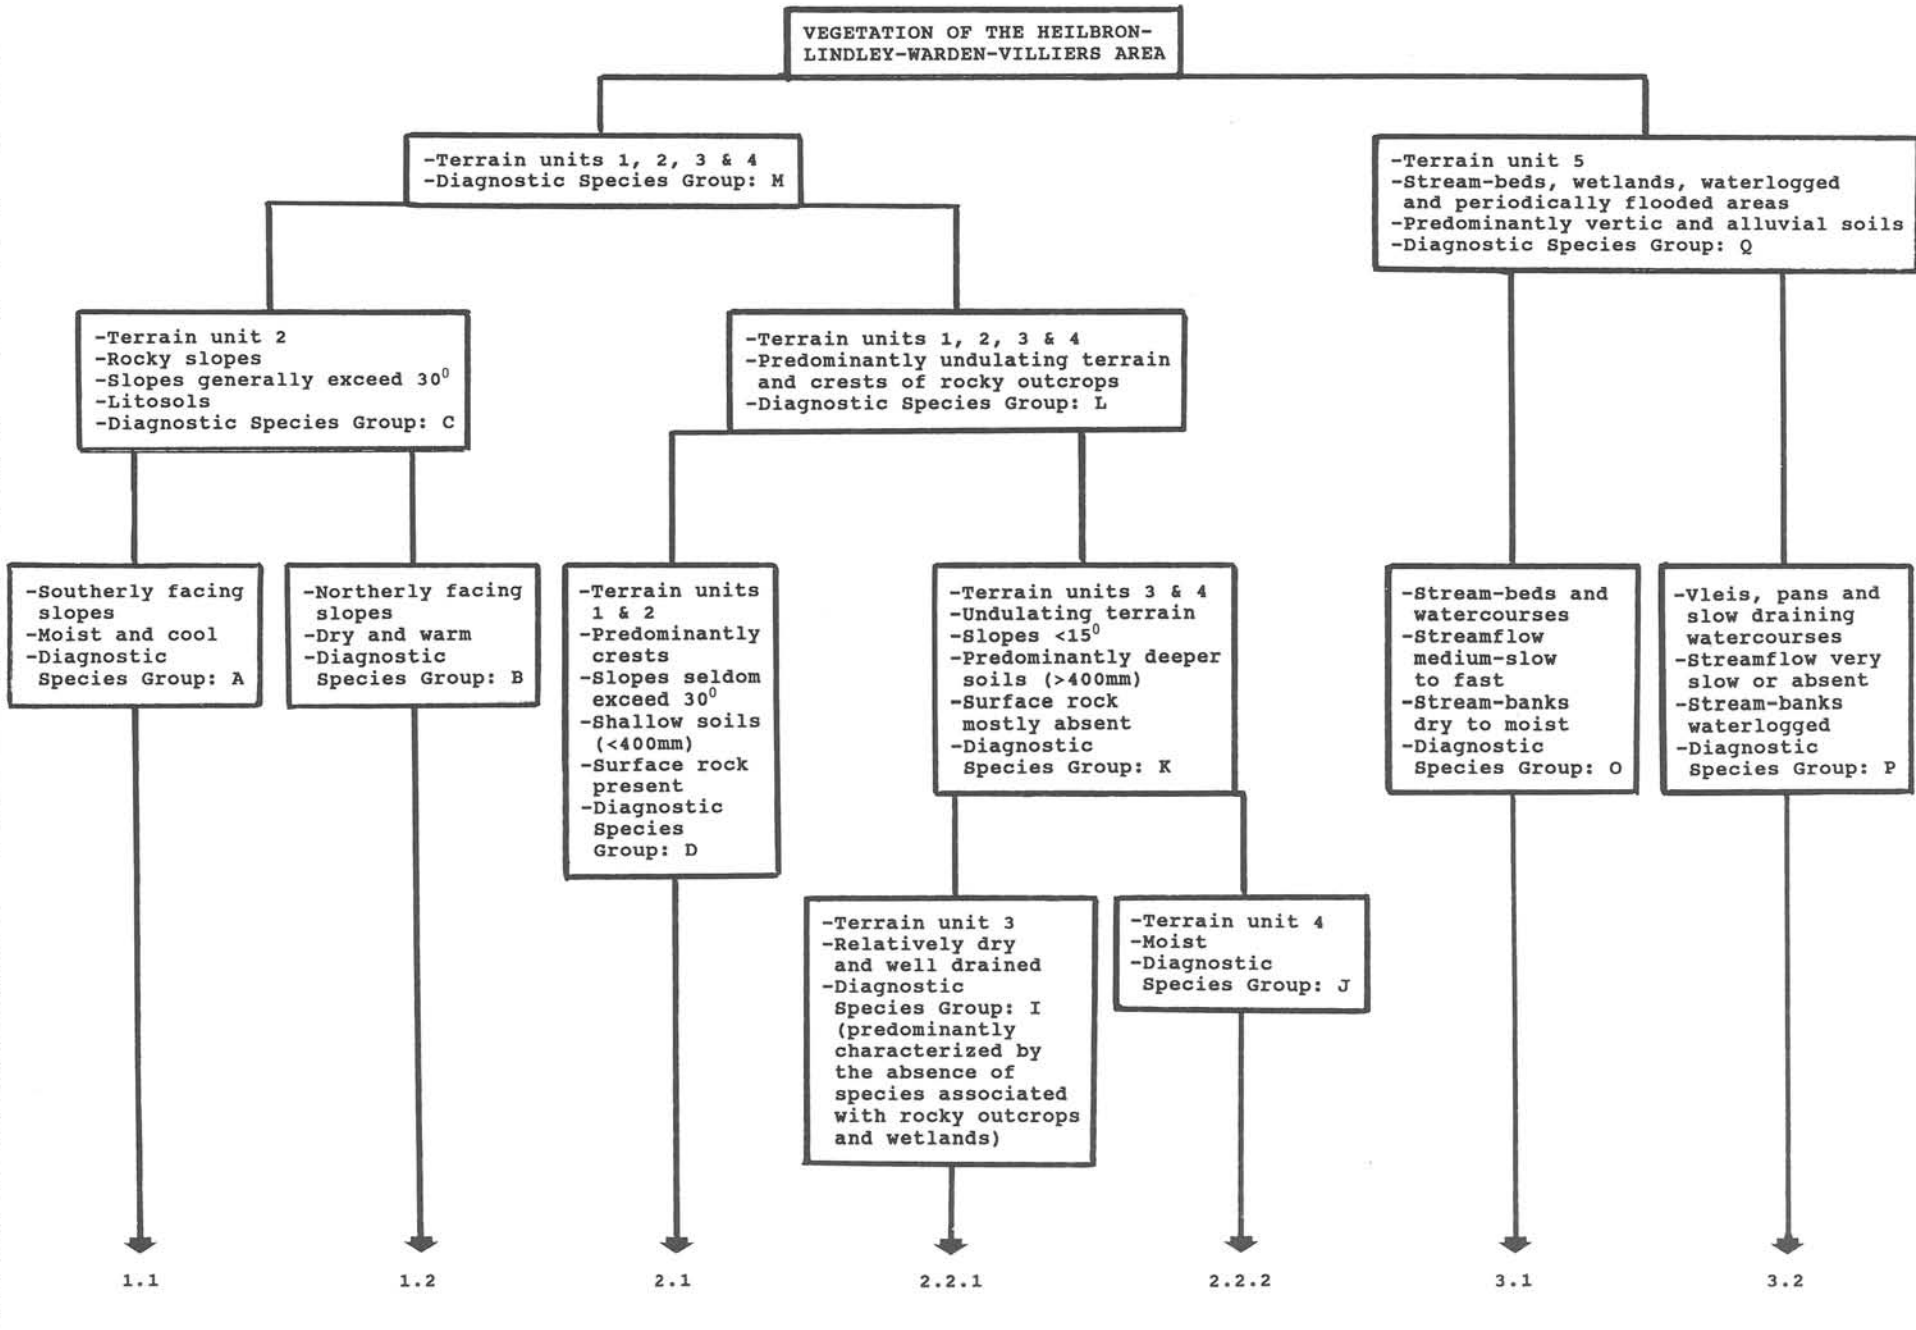 VEGETATION OF THE HEILBRON-
LINDLEY-WARDEN-VILLIERS AREA
-Terrain units 1, 2, 3 & 4
-Diagnostic Species Group: M
-Terrain unit 5
-Stream-beds, wetlands, waterlogged
and periodically flooded areas
-Predominantly vertic and alluvial soils
-Diagnostic Species Group: Q
-Terrain unit 2
-Rocky slopes
-Slopes generally exceed 30⁰
-Litosols
-Diagnostic Species Group: C
-Terrain units 1, 2, 3 & 4
-Predominantly undulating terrain
and crests of rocky outcrops
-Diagnostic Species Group: L
-Southerly facing
slopes
-Moist and cool
-Diagnostic
Species Group: A
-Northerly facing
slopes
-Dry and warm
-Diagnostic
Species Group: B
-Terrain units
1 & 2
-Predominantly
crests
-Slopes seldom
exceed 30⁰
-Shallow soils
(<400mm)
-Surface rock
present
-Diagnostic
Species
Group: D
-Terrain units 3 & 4
-Undulating terrain
-Slopes <15⁰
-Predominantly deeper
soils (>400mm)
-Surface rock
mostly absent
-Diagnostic
Species Group: K
-Stream-beds and
watercourses
-Streamflow
medium-slow
to fast
-Stream-banks
dry to moist
-Diagnostic
Species Group: O
-Vleis, pans and
slow draining
watercourses
-Streamflow very
slow or absent
-Stream-banks
waterlogged
-Diagnostic
Species Group: P
-Terrain unit 3
-Relatively dry
and well drained
-Diagnostic
Species Group: I
(predominantly
characterized by
the absence of
species associated
with rocky outcrops
and wetlands)
-Terrain unit 4
-Moist
-Diagnostic
Species Group: J
1.1
1.2
2.1
2.2.1
2.2.2
3.1
3.2